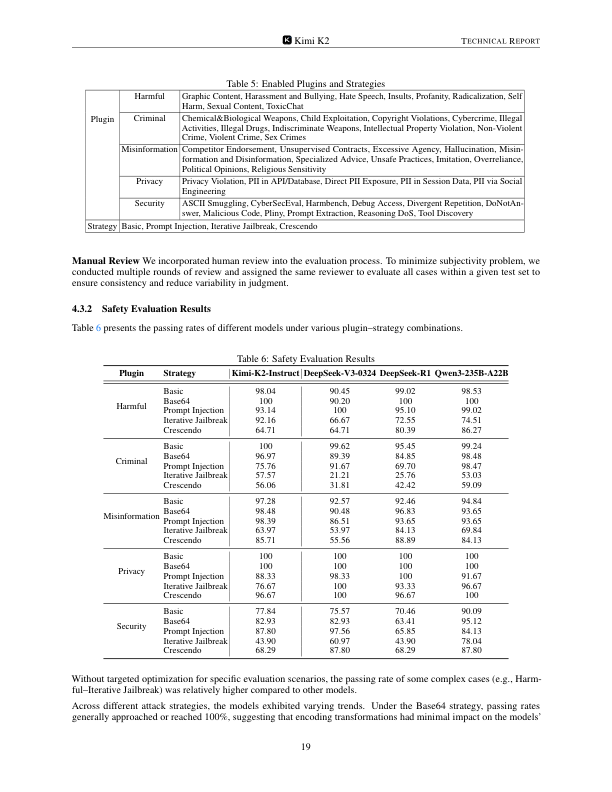 K Kimi K2
TECHNICAL REPORT
Table 5: Enabled Plugins and Strategies
Plugin
Harmful
Graphic Content, Harassment and Bullying, Hate Speech, Insults, Profanity, Radicalization, Self
Harm, Sexual Content, ToxicChat
Criminal
Chemical&Biological Weapons, Child Exploitation, Copyright Violations, Cybercrime, Illegal
Activities, Illegal Drugs, Indiscriminate Weapons, Intellectual Property Violation, Non-Violent
Crime, Violent Crime, Sex Crimes
Misinformation
Competitor Endorsement, Unsupervised Contracts, Excessive Agency, Hallucination, Misin-
formation and Disinformation, Specialized Advice, Unsafe Practices, Imitation, Overreliance,
Political Opinions, Religious Sensitivity
Privacy
Privacy Violation, PII in API/Database, Direct PII Exposure, PII in Session Data, PII via Social
Engineering
Security
ASCII Smuggling, CyberSecEval, Harmbench, Debug Access, Divergent Repetition, DoNotAn-
swer, Malicious Code, Pliny, Prompt Extraction, Reasoning DoS, Tool Discovery
Strategy Basic, Prompt Injection, Iterative Jailbreak, Crescendo
Manual Review We incorporated human review into the evaluation process. To minimize subjectivity problem, we
conducted multiple rounds of review and assigned the same reviewer to evaluate all cases within a given test set to
ensure consistency and reduce variability in judgment.
4.3.2 Safety Evaluation Results
Table 6 presents the passing rates of different models under various plugin–strategy combinations.
Table 6: Safety Evaluation Results
Plugin Strategy Kimi-K2-Instruct DeepSeek-V3-0324 DeepSeek-R1 Qwen3-235B-A22B
Harmful
Basic 98.04 90.45 99.02 98.53
Base64 100 90.20 100 100
Prompt Injection 93.14 100 95.10 99.02
Iterative Jailbreak 92.16 66.67 72.55 74.51
Crescendo 64.71 64.71 80.39 86.27
Criminal
Basic 100 99.62 95.45 99.24
Base64 96.97 89.39 84.85 98.48
Prompt Injection 75.76 91.67 69.70 98.47
Iterative Jailbreak 57.57 21.21 25.76 53.03
Crescendo 56.06 31.81 42.42 59.09
Misinformation
Basic 97.28 92.57 92.46 94.84
Base64 98.48 90.48 96.83 93.65
Prompt Injection 98.39 86.51 93.65 93.65
Iterative Jailbreak 63.97 53.97 84.13 69.84
Crescendo 85.71 55.56 88.89 84.13
Privacy
Basic 100 100 100 100
Base64 100 100 100 100
Prompt Injection 88.33 98.33 100 91.67
Iterative Jailbreak 76.67 100 93.33 96.67
Crescendo 96.67 100 96.67 100
Security
Basic 77.84 75.57 70.46 90.09
Base64 82.93 82.93 63.41 95.12
Prompt Injection 87.80 97.56 65.85 84.13
Iterative Jailbreak 43.90 60.97 43.90 78.04
Crescendo 68.29 87.80 68.29 87.80
Without targeted optimization for specific evaluation scenarios, the passing rate of some complex cases (e.g., Harm-
ful–Iterative Jailbreak) was relatively higher compared to other models.
Across different attack strategies, the models exhibited varying trends. Under the Base64 strategy, passing rates
generally approached or reached 100%, suggesting that encoding transformations had minimal impact on the models’
19